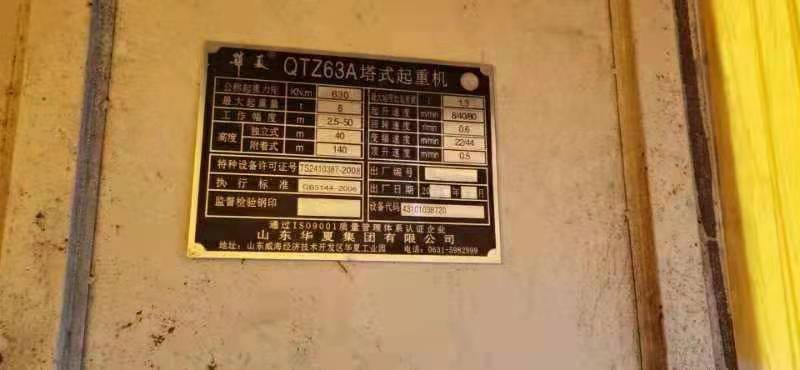 华夏® QTZ63A塔式起重机
公称起重力矩 KN.m 630 最大幅度起重量 t 1.3
最大起重量 t 6 起升速度 m/min 8/40/80
工作幅度 m 2.5-50 r/min 0.6
高度 独立式 m 40 变幅速度 m/min 22/44
附着式 m 140 顶升速度 m/min 0.5
特种设备许可证号 TS2410387-2008 出厂编号
执行标准 GB5144-2006 出厂日期 20
监督检验钢印 设备代码 43101038720
通过ISO9001质量管理体系认证企业
山东华夏集团有限公司
地址：山东威海经济技术开发区华夏工业园 电话：0631-5982999